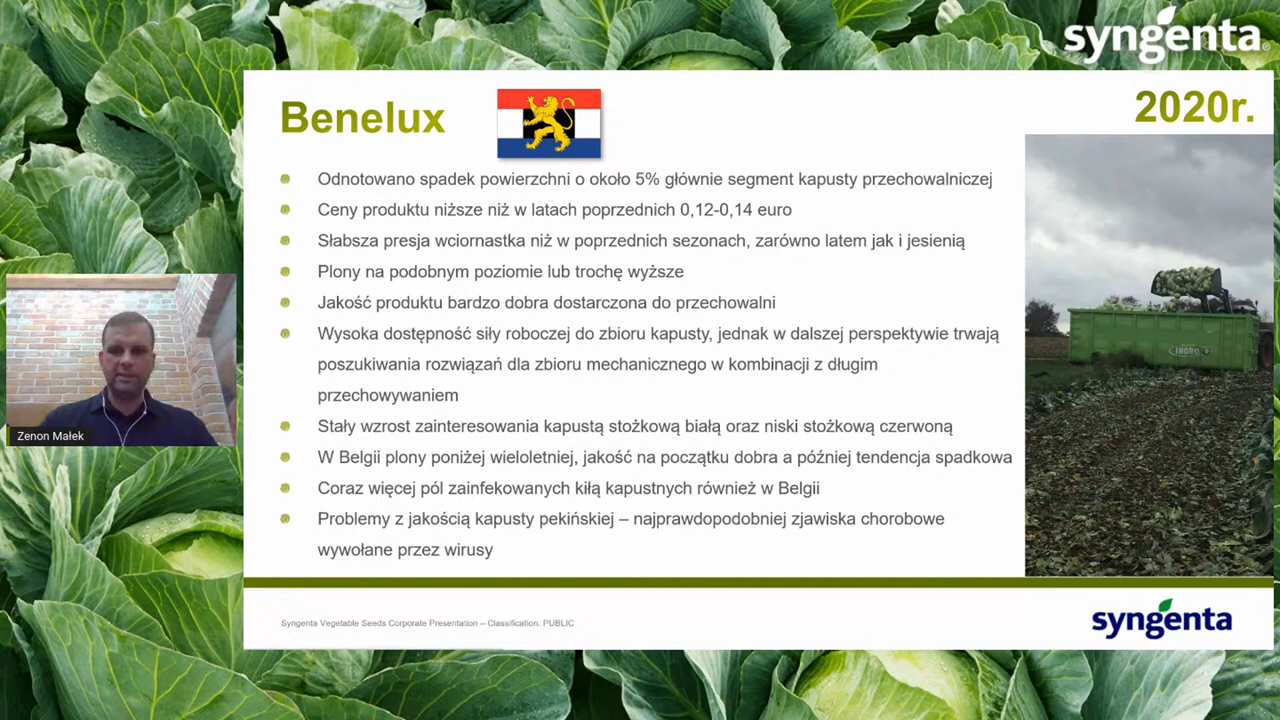 syngenta
Benelux
2020r.
Odnotowano spadek powierzchni o około 5% głównie segment kapusty przechowalniczej
Ceny produktu niższe niż w latach poprzednich 0,12-0,14 euro
Słabsza presja wciornastka niż w poprzednich sezonach, zarówno latem jak i jesienią
Plony na podobnym poziomie lub trochę wyższe
Jakość produktu bardzo dobra dostarczona do przechowalni
Wysoka dostępność siły roboczej do zbioru kapusty, jednak w dalszej perspektywie trwają
poszukiwania rozwiązań dla zbioru mechanicznego w kombinacji z długim
przechowywaniem
Stały wzrost zainteresowania kapustą stożkową białą oraz niski stożkową czerwoną
W Belgii plony poniżej wieloletniej, jakość na początku dobra a później tendencja spadkowa
Coraz więcej pól zainfekowanych kiłą kapustnych również w Belgii
Problemy z jakością kapusty pekińskiej – najprawdopodobniej zjawiska chorobowe
wywołane przez wirusy
Zenon Małek
Syngenta Vegetable Seeds Corporate Presentation – Classification: PUBLIC
syngenta